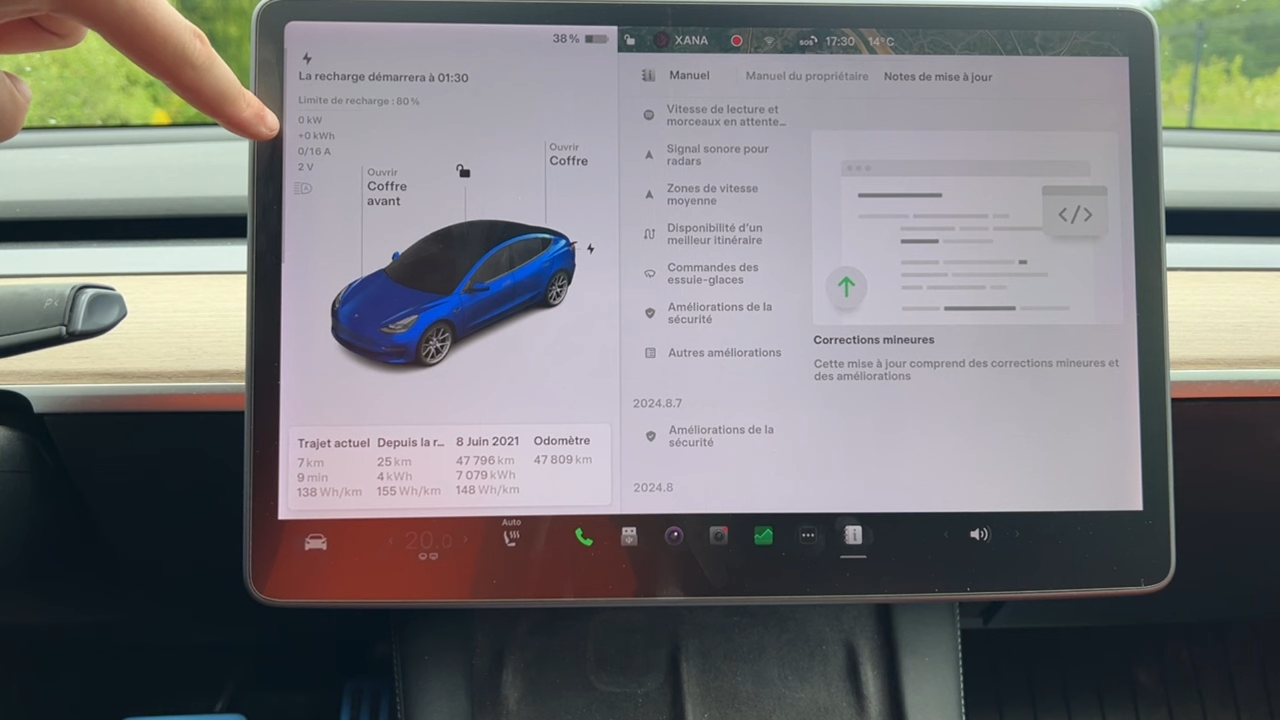 38 %
XANA
SOS
17:30
14°C
La recharge démarrera à 01:30
Limite de recharge : 80 %
0 kW
+0 kWh
0/16 A
2 V
Ouvrir
Coffre
avant
Ouvrir
Coffre
Trajet actuel
7 km
9 min
138 Wh/km
Depuis la r...
25 km
4 kWh
155 Wh/km
8 Juin 2021
47 796 km
7 079 kWh
148 Wh/km
Odomètre
47 809 km
Manuel
Manuel du propriétaire
Notes de mise à jour
Vitesse de lecture et
morceaux en attente...
Signal sonore pour
radars
Zones de vitesse
moyenne
Disponibilité d'un
meilleur itinéraire
Commandes des
essuie-glaces
Améliorations de la
sécurité
Autres améliorations
2024.8.7
Améliorations de la
sécurité
2024.8
</>
Corrections mineures
Cette mise à jour comprend des corrections mineures et
des améliorations
20.0
Auto
P